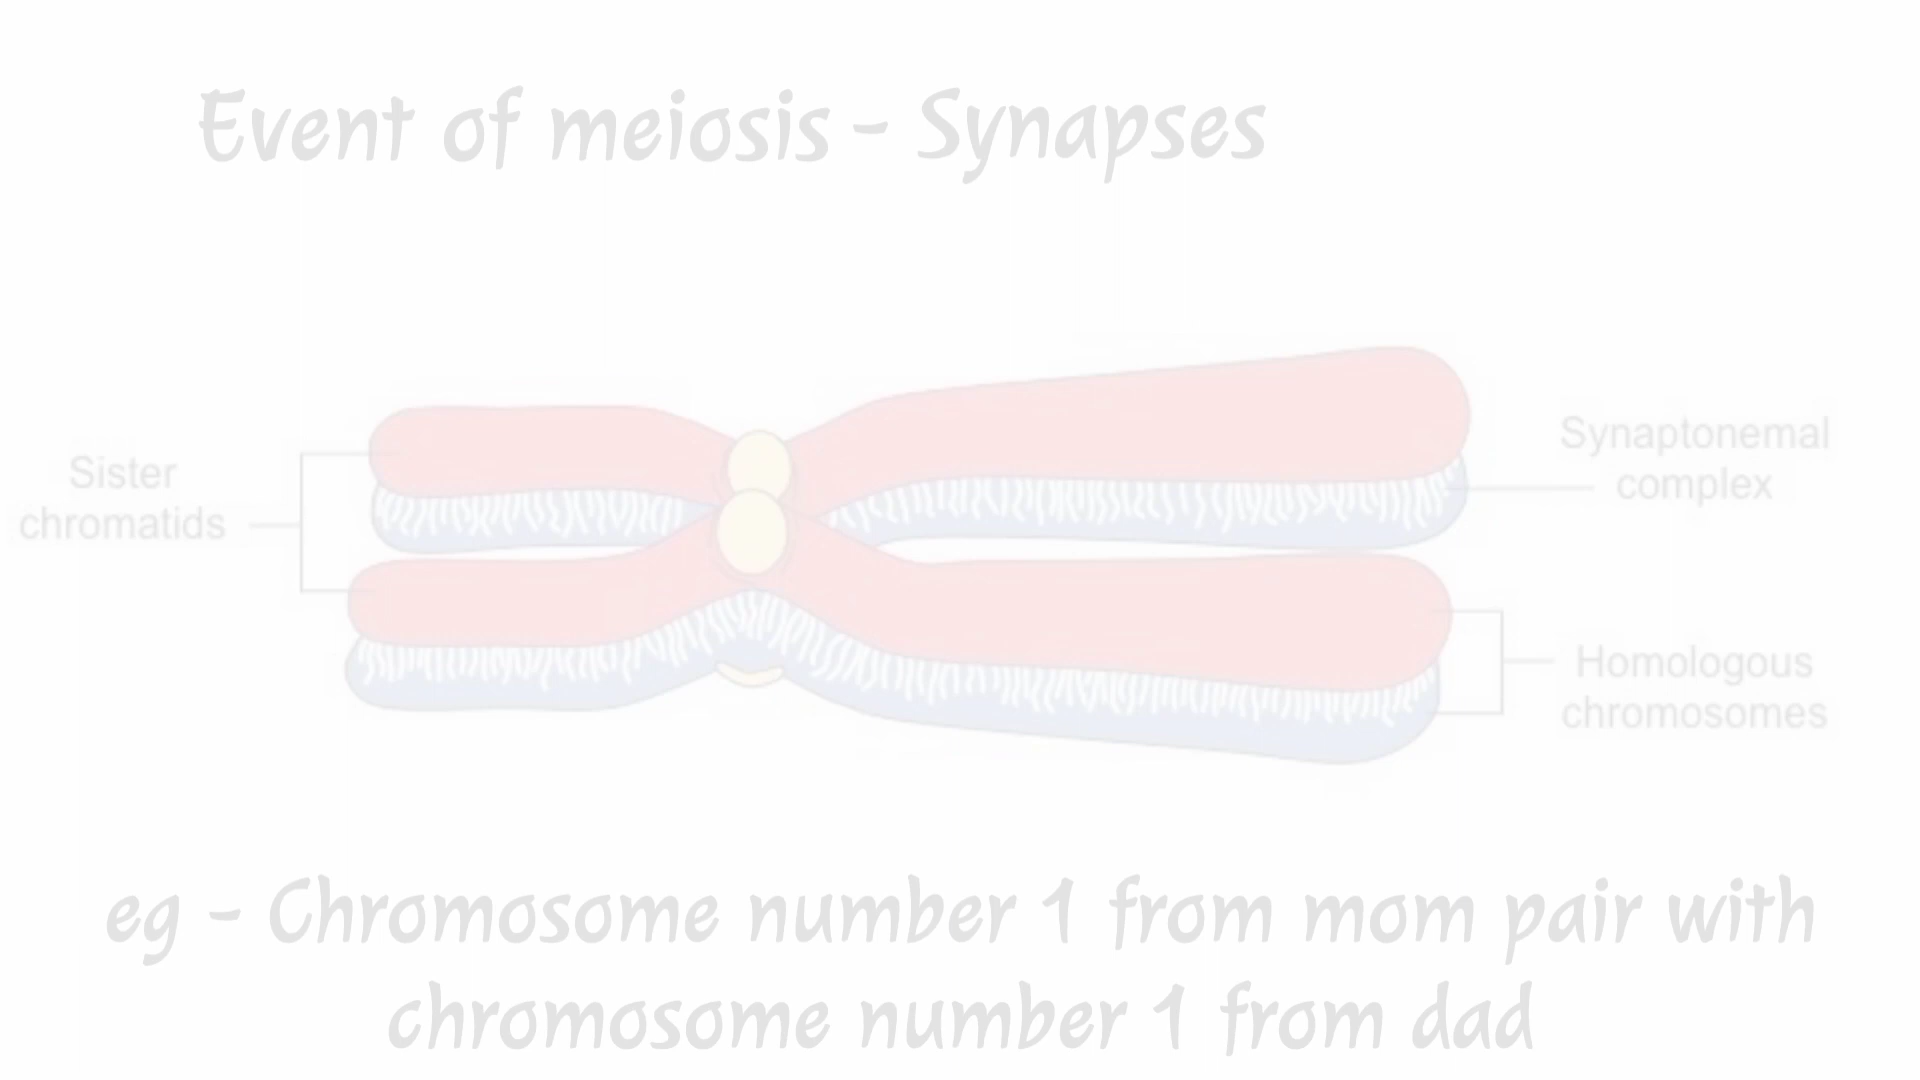 Event of meiosis - Synapses
Sister
chromatids
Synaptonemal
complex
Homologous
chromosomes
eg - Chromosome number 1 from mom pair with
chromosome number 1 from dad